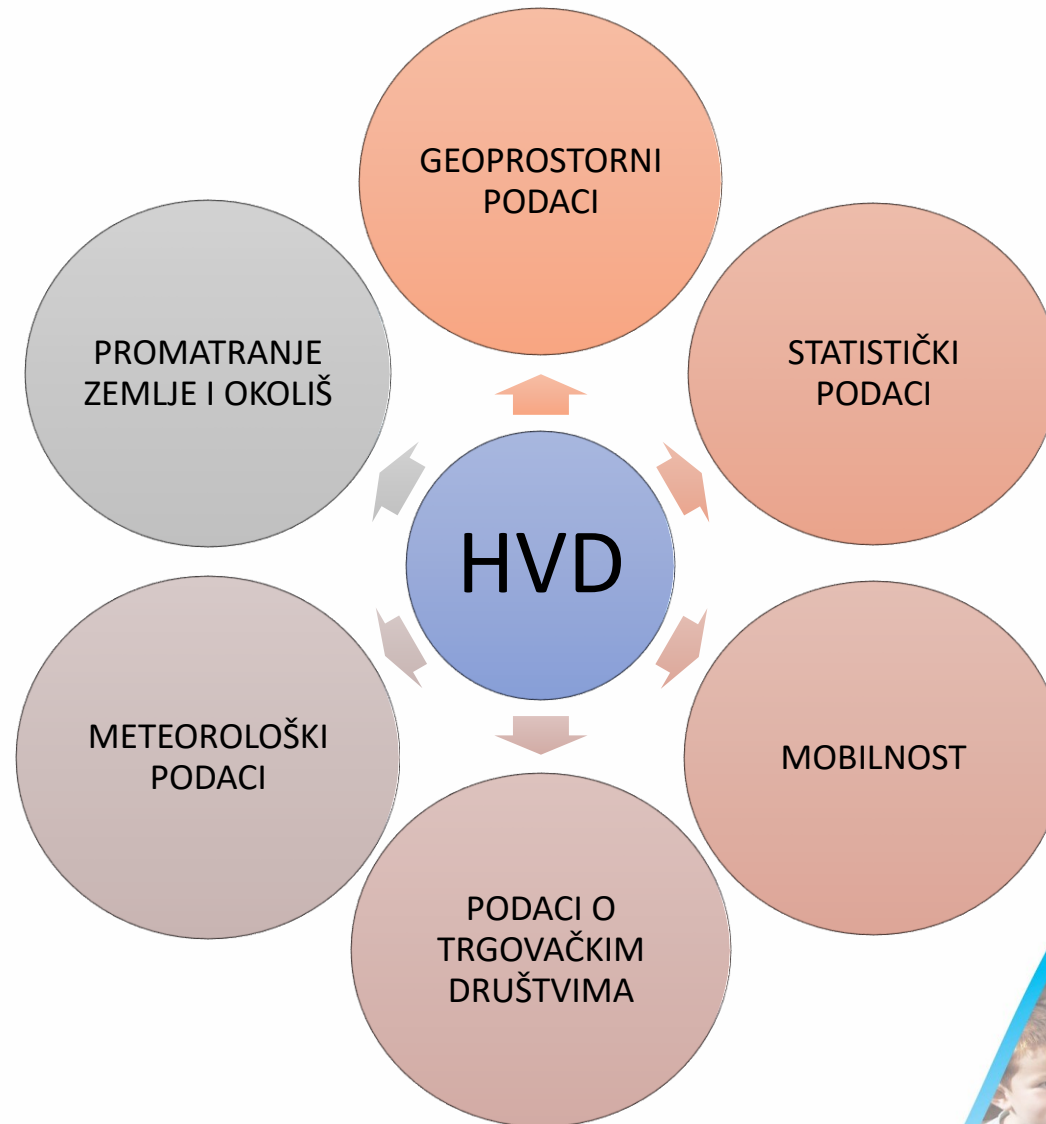 GEOPROSTORNI
PODACI
PROMATRANJE
ZEMLJE I OKOLIŠ
STATISTIČKI
PODACI
HVD
METEOROLOŠKI
PODACI
MOBILNOST
PODACI O
TRGOVAČKIM
DRUŠTVIMA